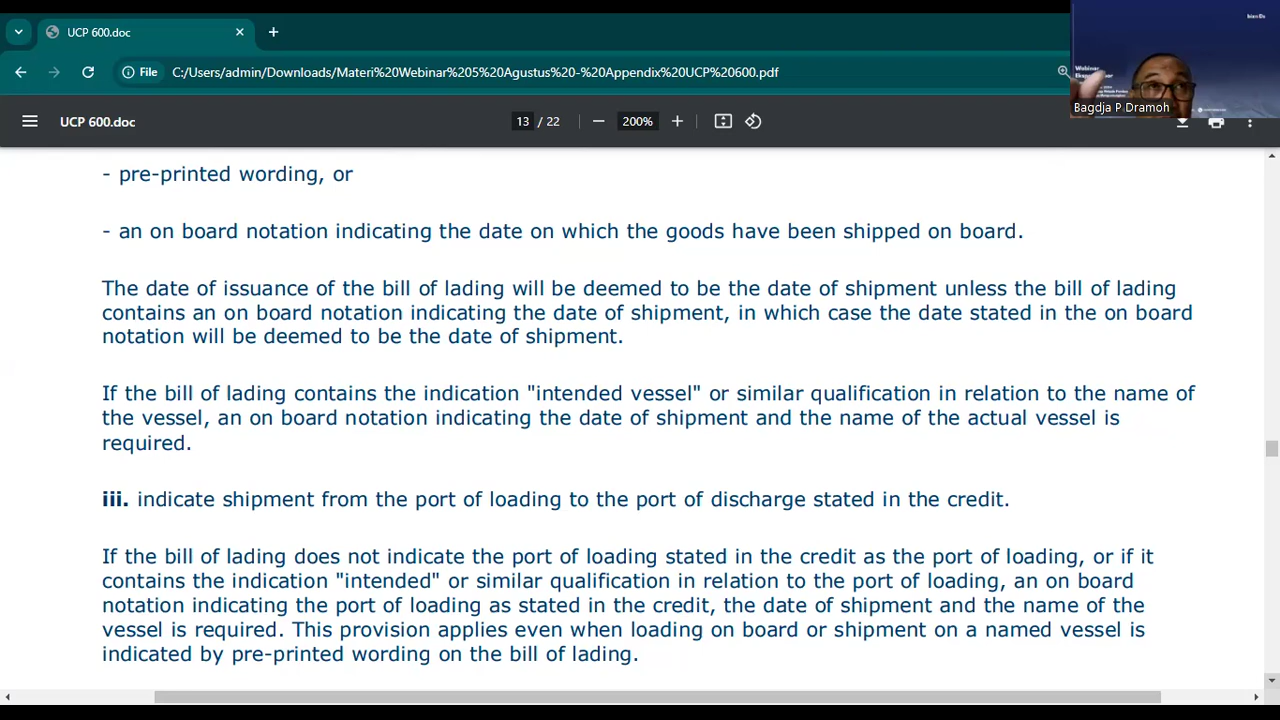 UCP 600.doc
File
C:/Users/admin/Downloads/Materi%20Webinar%205%20Agustus%20-%20Appendix%20UCP%20600.pdf
Webinar
Bagdja P Dramoh
UCP 600.doc
13 / 22
200%
- pre-printed wording, or
- an on board notation indicating the date on which the goods have been shipped on board.
The date of issuance of the bill of lading will be deemed to be the date of shipment unless the bill of lading
contains an on board notation indicating the date of shipment, in which case the date stated in the on board
notation will be deemed to be the date of shipment.
If the bill of lading contains the indication "intended vessel" or similar qualification in relation to the name of
the vessel, an on board notation indicating the date of shipment and the name of the actual vessel is
required.
iii. indicate shipment from the port of loading to the port of discharge stated in the credit.
If the bill of lading does not indicate the port of loading stated in the credit as the port of loading, or if it
contains the indication "intended" or similar qualification in relation to the port of loading, an on board
notation indicating the port of loading as stated in the credit, the date of shipment and the name of the
vessel is required. This provision applies even when loading on board or shipment on a named vessel is
indicated by pre-printed wording on the bill of lading.